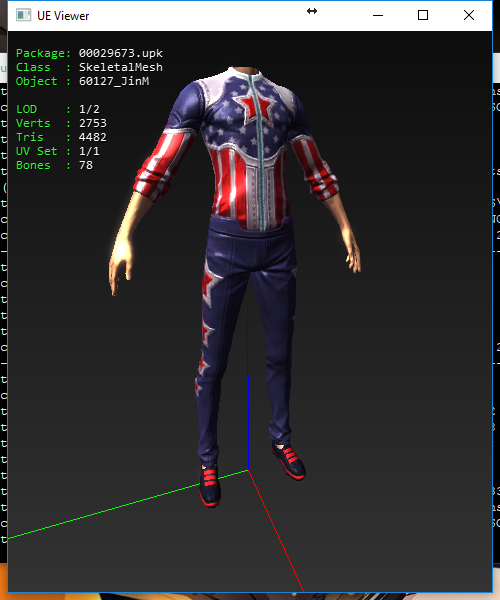 UE Viewer
Package: 00029673.upk
Class : SkeletalMesh
Object : 60127_JinM
LOD : 1/2
Verts : 2753
Tris : 4482
UV Set : 1/1
Bones : 78